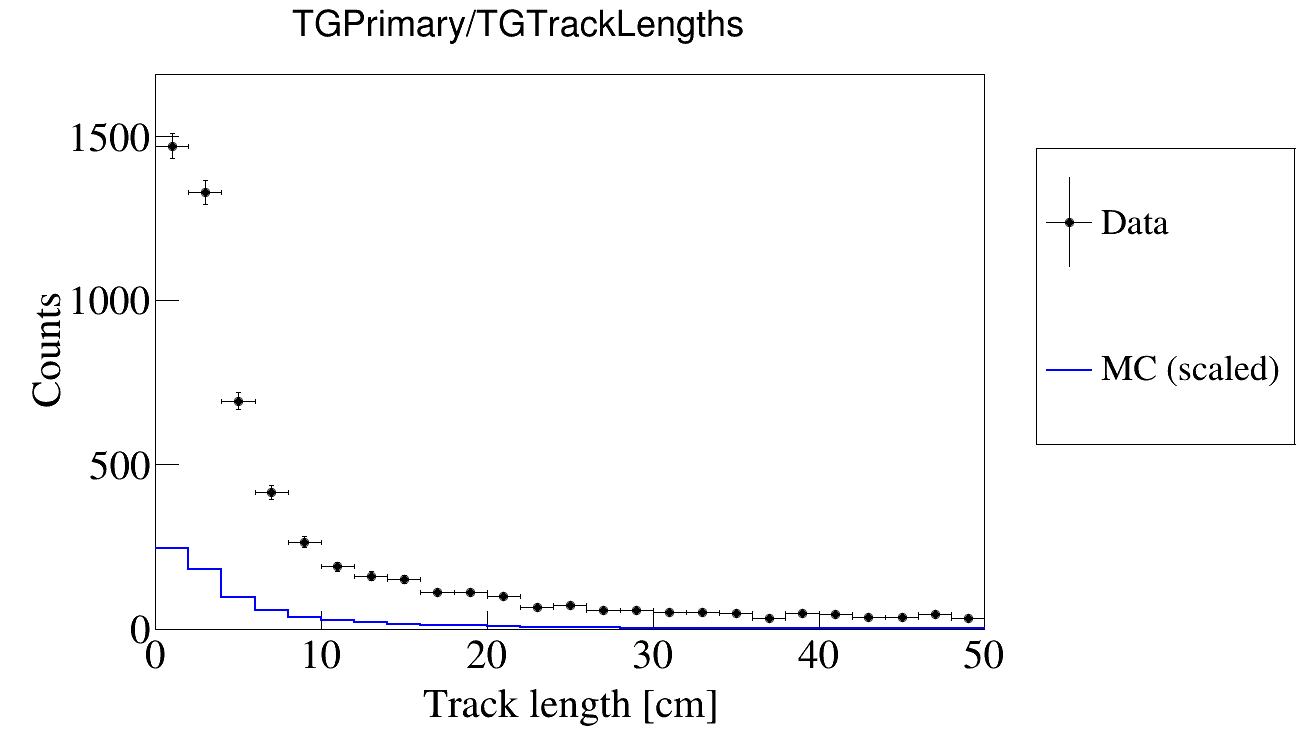 TGPrimary/TGTrackLengths
1500
1000
500
0
Counts
0 10 20 30 40 50
Track length [cm]
Data
MC (scaled)